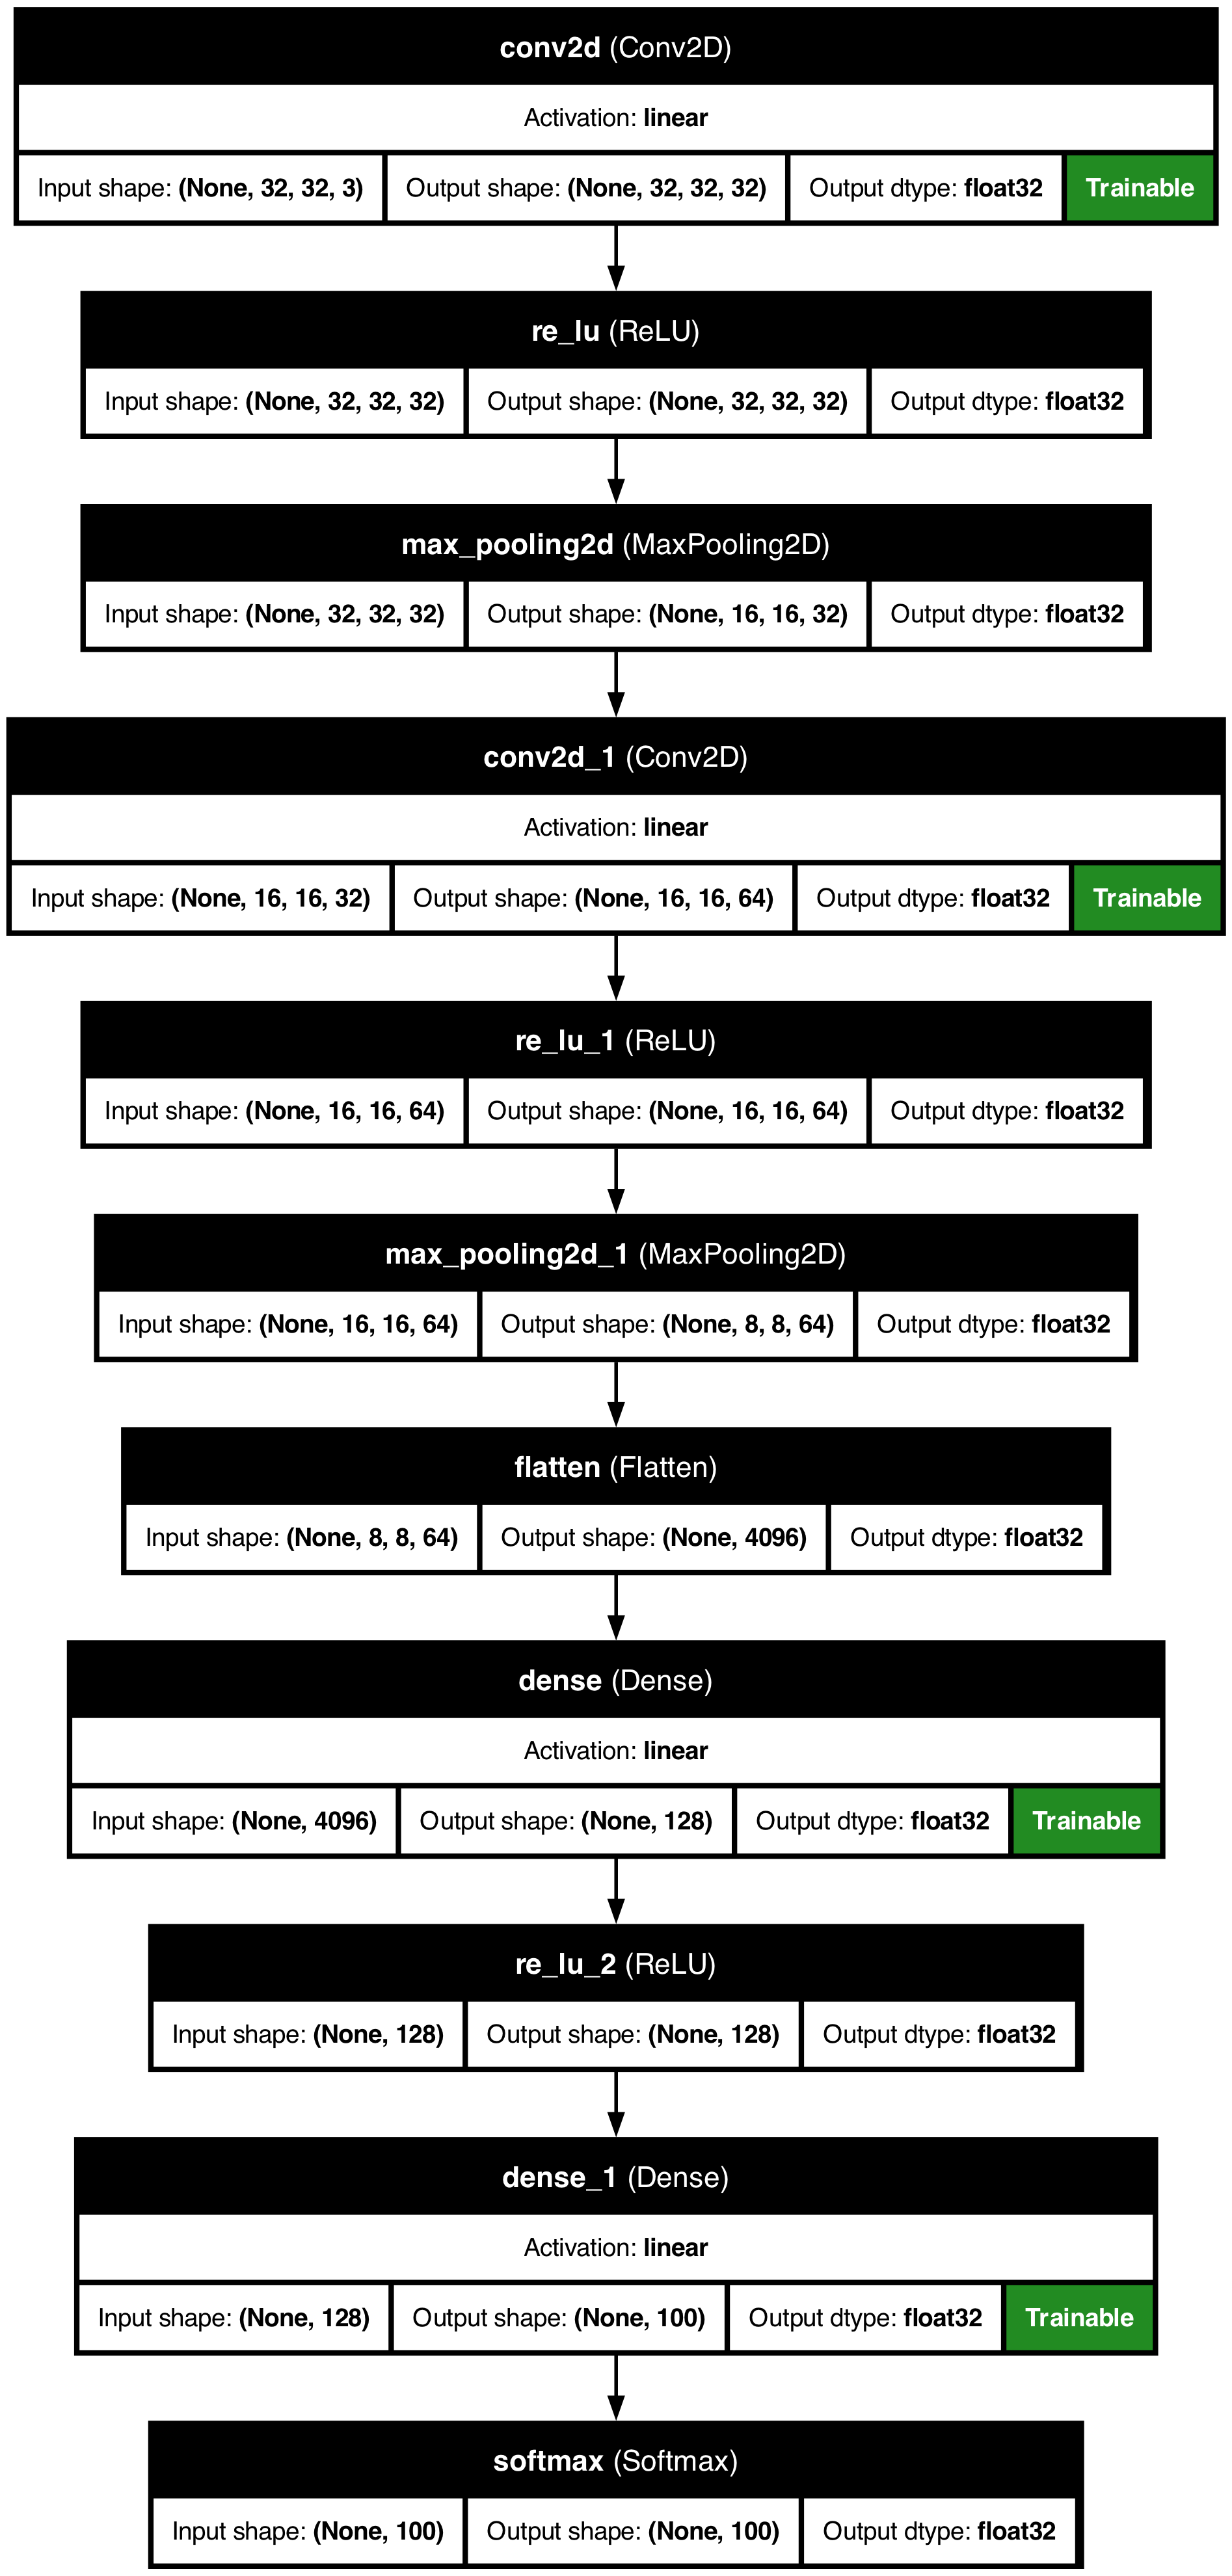 conv2d (Conv2D)
Activation: linear
Input shape: (None, 32, 32, 3) Output shape: (None, 32, 32, 32) Output dtype: float32 Trainable
re_lu (ReLU)
Input shape: (None, 32, 32, 32) Output shape: (None, 32, 32, 32) Output dtype: float32
max_pooling2d (MaxPooling2D)
Input shape: (None, 32, 32, 32) Output shape: (None, 16, 16, 32) Output dtype: float32
conv2d_1 (Conv2D)
Activation: linear
Input shape: (None, 16, 16, 32) Output shape: (None, 16, 16, 64) Output dtype: float32 Trainable
re_lu_1 (ReLU)
Input shape: (None, 16, 16, 64) Output shape: (None, 16, 16, 64) Output dtype: float32
max_pooling2d_1 (MaxPooling2D)
Input shape: (None, 16, 16, 64) Output shape: (None, 8, 8, 64) Output dtype: float32
flatten (Flatten)
Input shape: (None, 8, 8, 64) Output shape: (None, 4096) Output dtype: float32
dense (Dense)
Activation: linear
Input shape: (None, 4096) Output shape: (None, 128) Output dtype: float32 Trainable
re_lu_2 (ReLU)
Input shape: (None, 128) Output shape: (None, 128) Output dtype: float32
dense_1 (Dense)
Activation: linear
Input shape: (None, 128) Output shape: (None, 100) Output dtype: float32 Trainable
softmax (Softmax)
Input shape: (None, 100) Output shape: (None, 100) Output dtype: float32